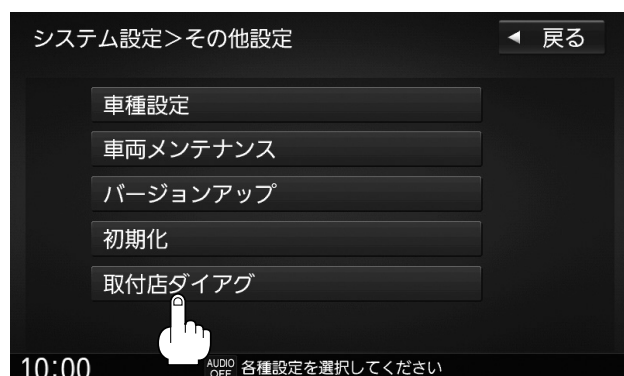 システム設定＞その他設定
◀ 戻る
車種設定
車両メンテナンス
バージョンアップ
初期化
取付店ダイアグ
10:00
AUDIO OFF 各種設定を選択してください